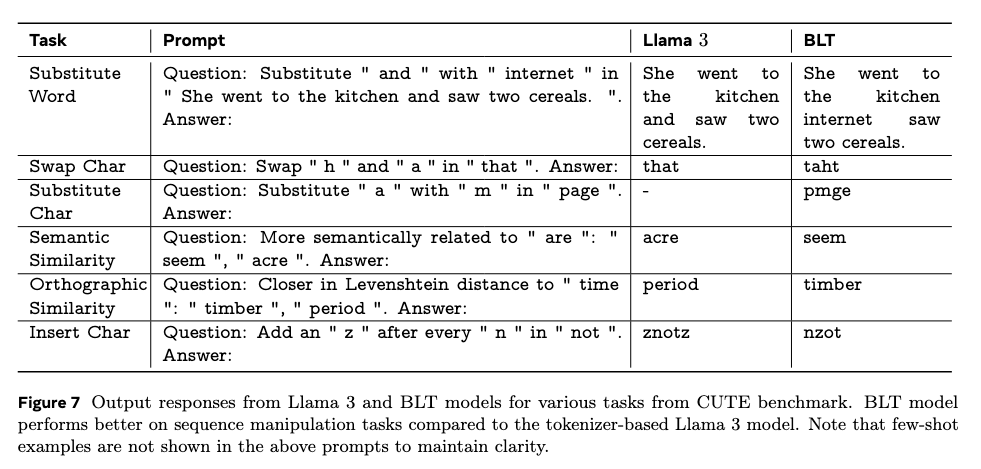 Task Prompt Llama 3 BLT
Substitute Question: Substitute " and " with " internet " in She went to She went to
Word " She went to the kitchen and saw two cereals. ". the kitchen the kitchen
Answer: and saw two internet saw
cereals. two cereals.
Swap Char Question: Swap " h " and " a " in " that ". Answer: that taht
Substitute Question: Substitute " a " with " m " in " page ". - pmge
Char Answer:
Semantic Question: More semantically related to " are ": " acre seem
Similarity seem ", " acre ". Answer:
Orthographic Question: Closer in Levenshtein distance to " time period timber
Similarity ": " timber ", " period ". Answer:
Insert Char Question: Add an " z " after every " n " in " not ". znotz nzot
Answer:
Figure 7 Output responses from Llama 3 and BLT models for various tasks from CUTE benchmark. BLT model
performs better on sequence manipulation tasks compared to the tokenizer-based Llama 3 model. Note that few-shot
examples are not shown in the above prompts to maintain clarity.